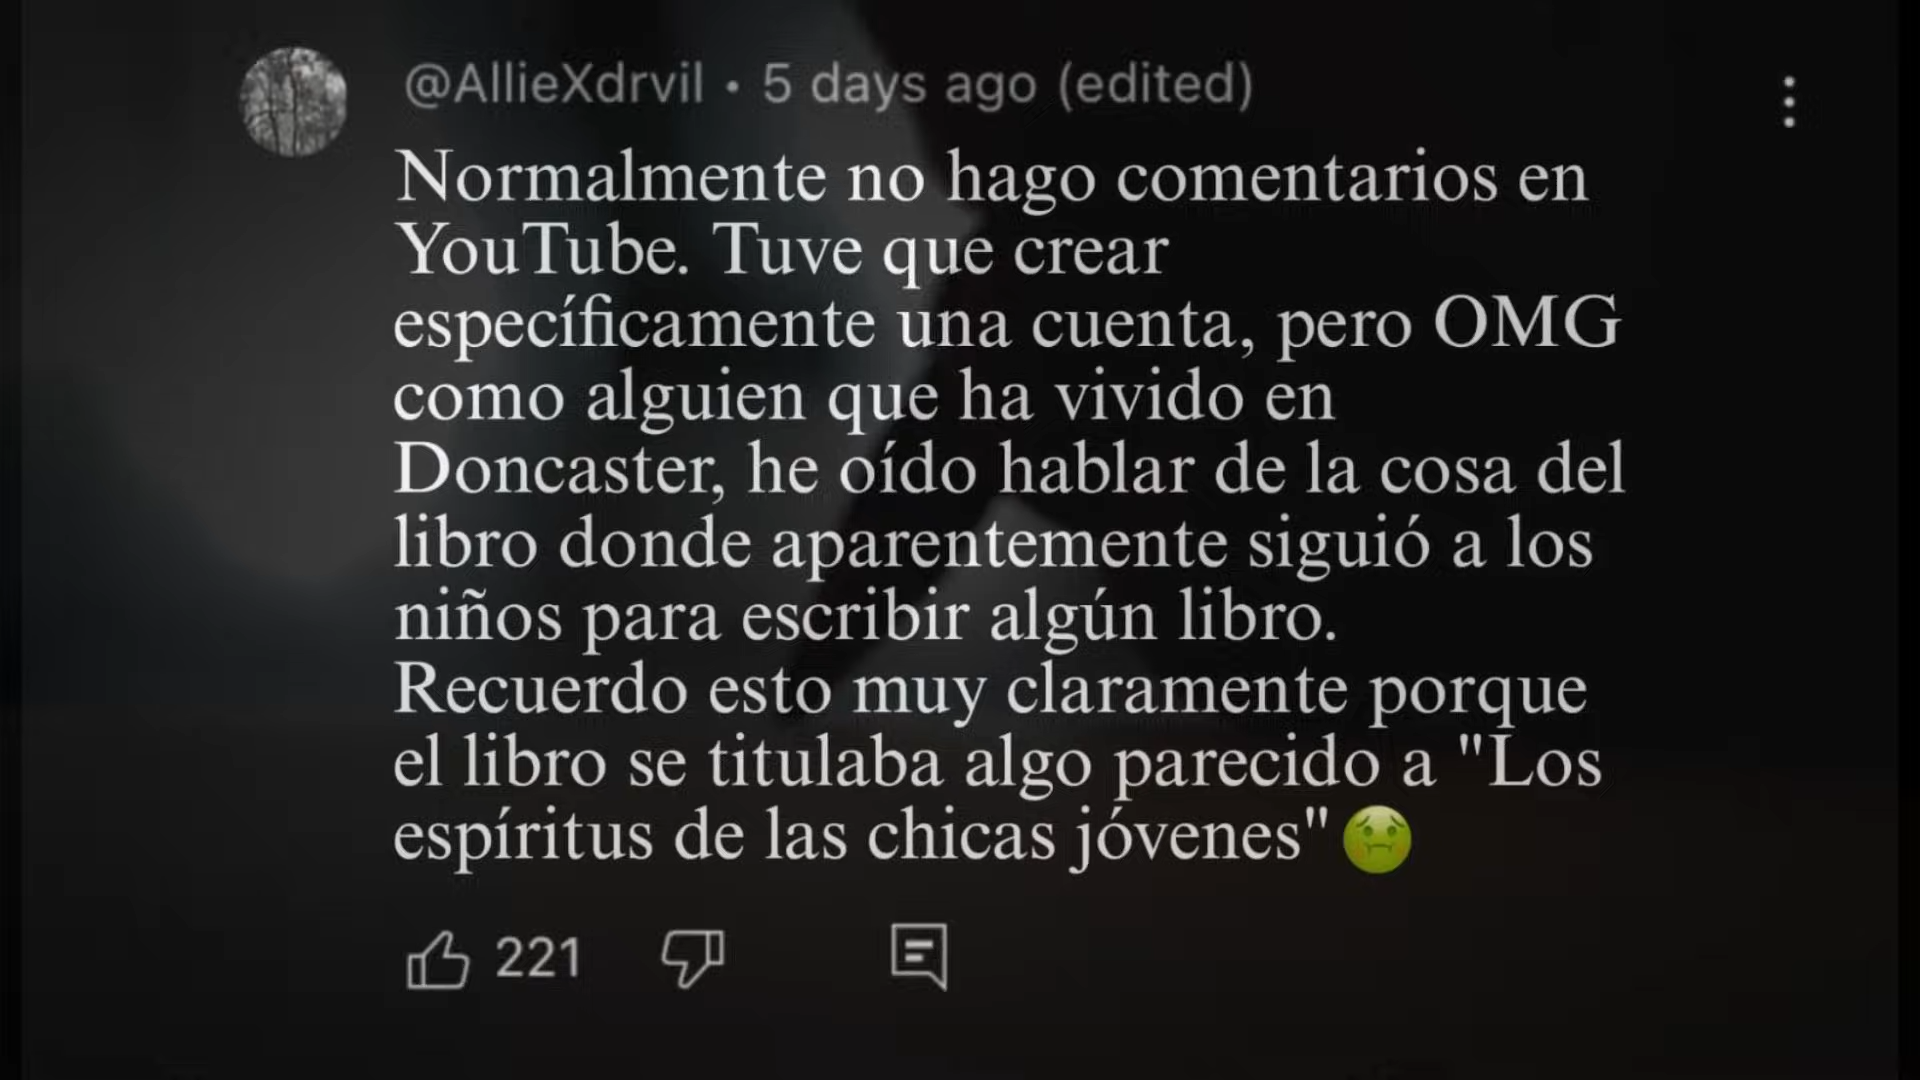 @AllieXdrvil • 5 days ago (edited)
Normalmente no hago comentarios en
YouTube. Tuve que crear
específicamente una cuenta, pero OMG
como alguien que ha vivido en
Doncaster, he oído hablar de la cosa del
libro donde aparentemente siguió a los
niños para escribir algún libro.
Recuerdo esto muy claramente porque
el libro se titulaba algo parecido a "Los
espíritus de las chicas jóvenes"🤢
221